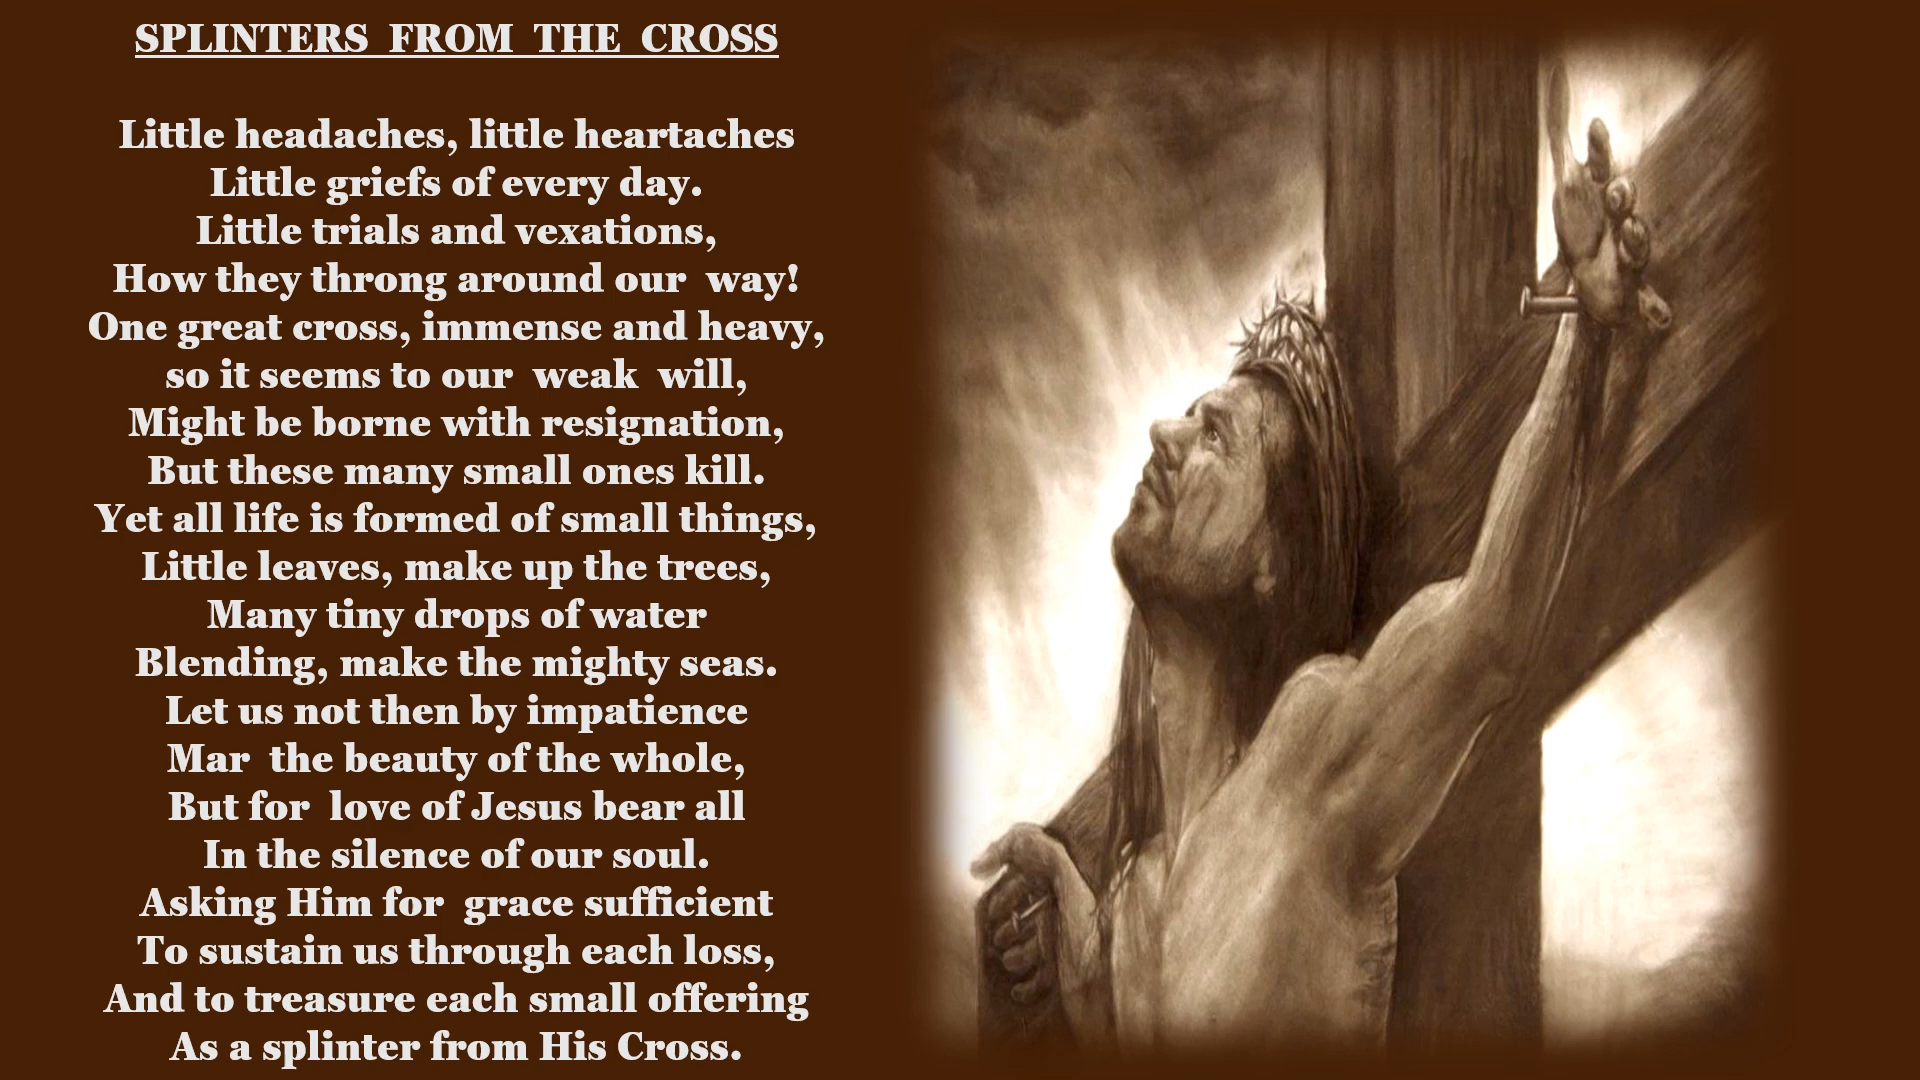 SPLINTERS FROM THE CROSS
Little headaches, little heartaches
Little griefs of every day.
Little trials and vexations,
How they throng around our way!
One great cross, immense and heavy,
so it seems to our weak will,
Might be borne with resignation,
But these many small ones kill.
Yet all life is formed of small things,
Little leaves, make up the trees,
Many tiny drops of water
Blending, make the mighty seas.
Let us not then by impatience
Mar the beauty of the whole,
But for love of Jesus bear all
In the silence of our soul.
Asking Him for grace sufficient
To sustain us through each loss,
And to treasure each small offering
As a splinter from His Cross.